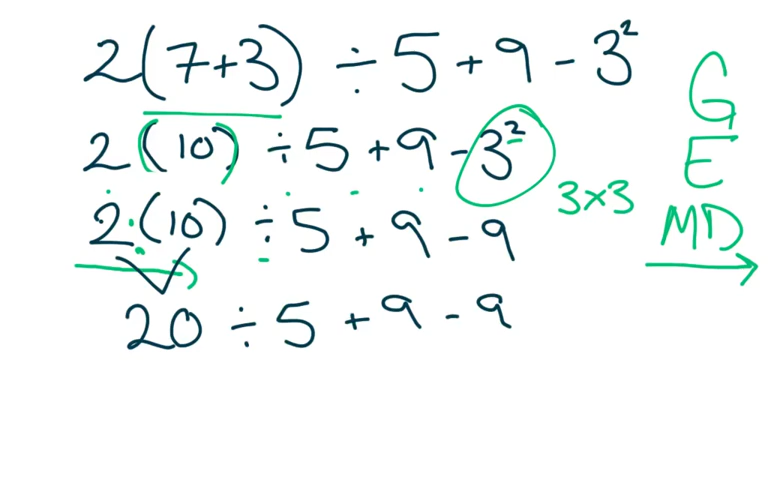 2(7+3) ÷ 5 + 9 - 3²
2(10) ÷ 5 + 9 - 3²
3×3
2·(10) ÷ 5 + 9 - 9
20 ÷ 5 + 9 - 9
G
E
MD